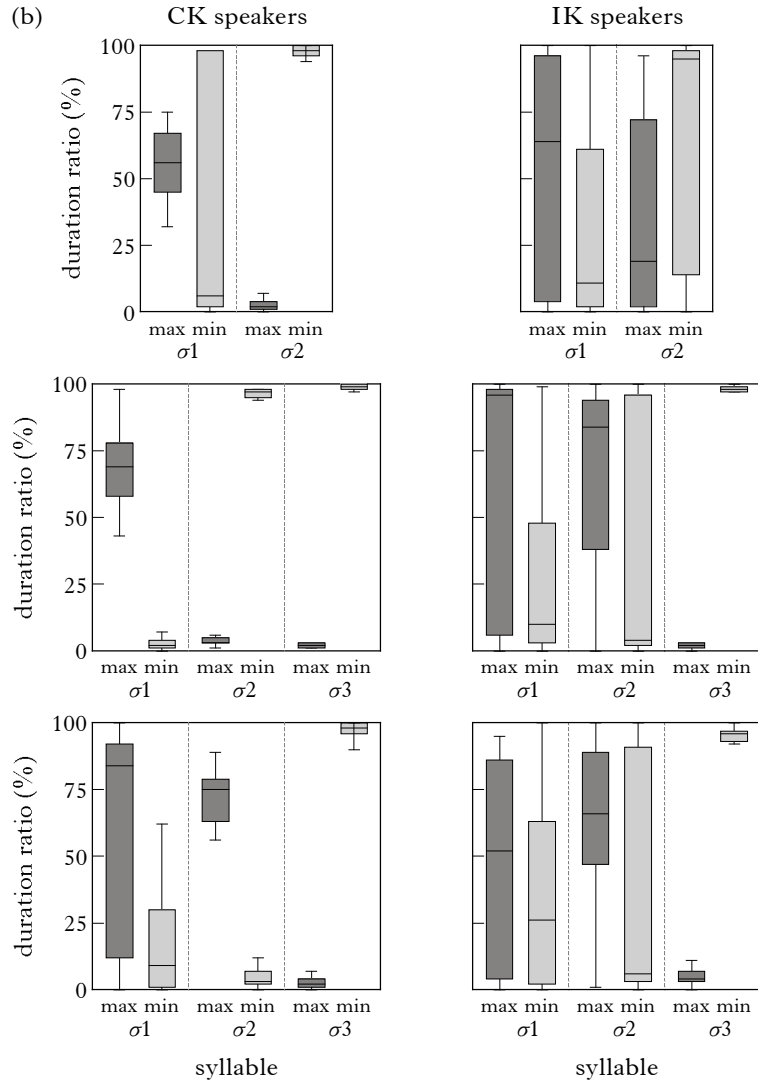 (b) CK speakers IK speakers
duration ratio (%)
100
75
50
25
0
max min max min
σ1 σ2
max min max min
σ1 σ2
duration ratio (%)
100
75
50
25
0
max min max min max min
σ1 σ2 σ3
max min max min max min
σ1 σ2 σ3
duration ratio (%)
100
75
50
25
0
max min max min max min
σ1 σ2 σ3
syllable
max min max min max min
σ1 σ2 σ3
syllable